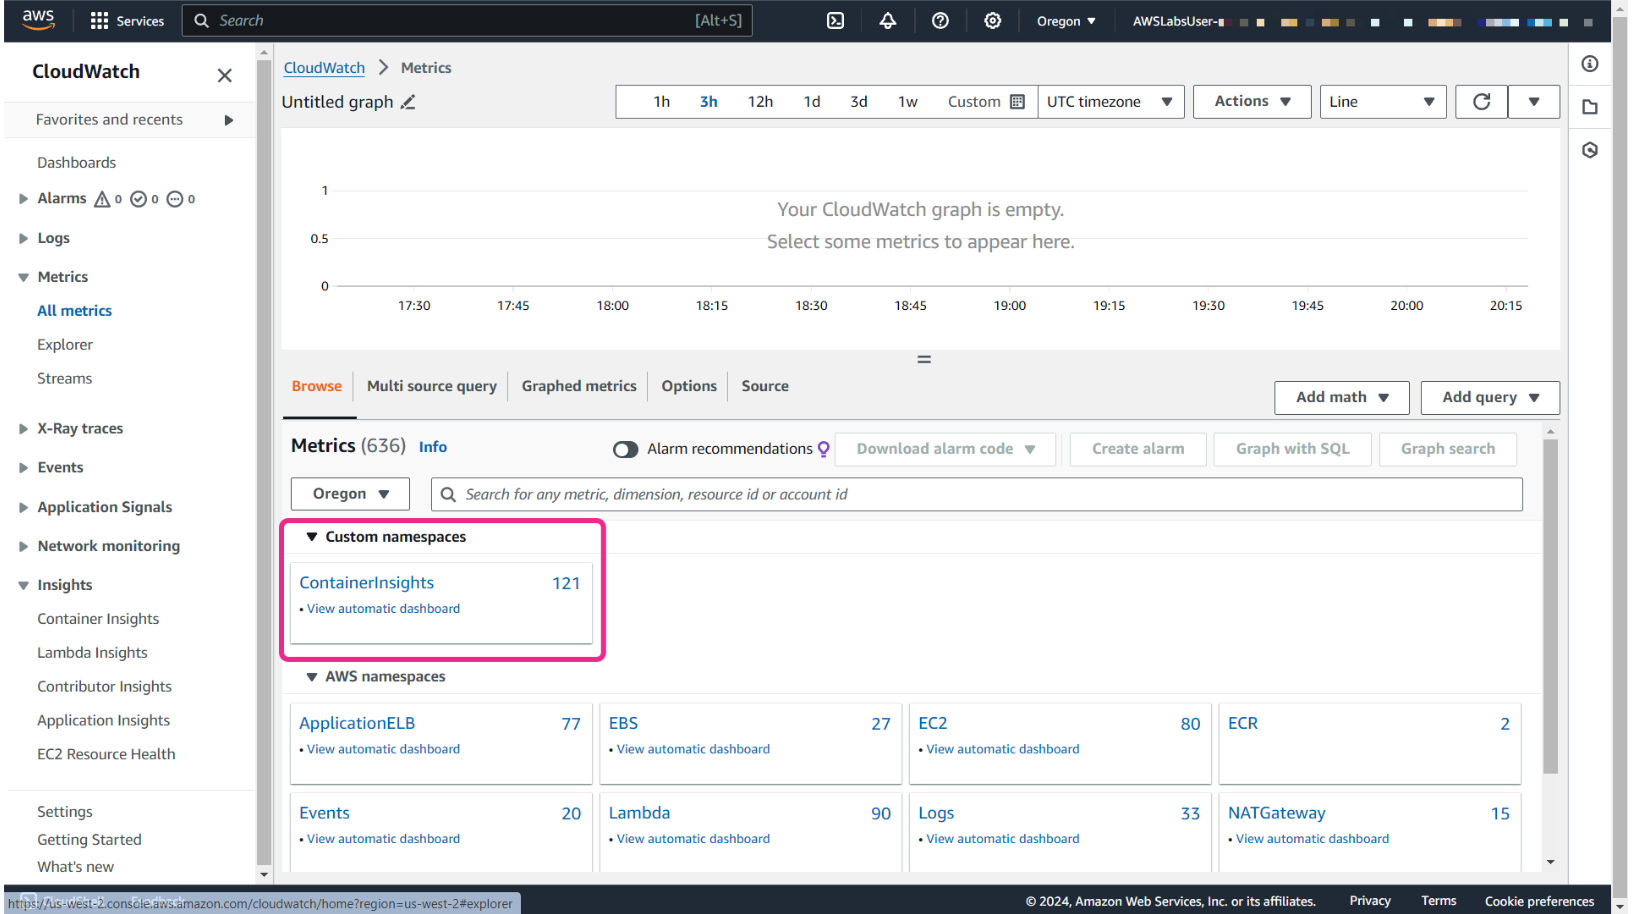 aws Services Search [Alt+S] Oregon AWSLabsUser-
CloudWatch
Favorites and recents
Dashboards
Alarms 0 0 0
Logs
Metrics
All metrics
Explorer
Streams
X-Ray traces
Events
Application Signals
Network monitoring
Insights
Container Insights
Lambda Insights
Contributor Insights
Application Insights
EC2 Resource Health
Settings
Getting Started
What's new
CloudWatch > Metrics
Untitled graph 1h 3h 12h 1d 3d 1w Custom UTC timezone Actions Line
1
Your CloudWatch graph is empty.
0.5
Select some metrics to appear here.
0
17:30 17:45 18:00 18:15 18:30 18:45 19:00 19:15 19:30 19:45 20:00 20:15
Browse Multi source query Graphed metrics Options Source Add math Add query
Metrics (636) Info Alarm recommendations Download alarm code Create alarm Graph with SQL Graph search
Oregon Search for any metric, dimension, resource id or account id
Custom namespaces
ContainerInsights 121
• View automatic dashboard
AWS namespaces
ApplicationELB 77 EBS 27 EC2 80 ECR 2
• View automatic dashboard • View automatic dashboard • View automatic dashboard
Events 20 Lambda 90 Logs 33 NATGateway 15
• View automatic dashboard • View automatic dashboard • View automatic dashboard • View automatic dashboard
https://us-west-2.console.aws.amazon.com/cloudwatch/home?region=us-west-2#explorer
CloudShell Feedback © 2024, Amazon Web Services, Inc. or its affiliates. Privacy Terms Cookie preferences